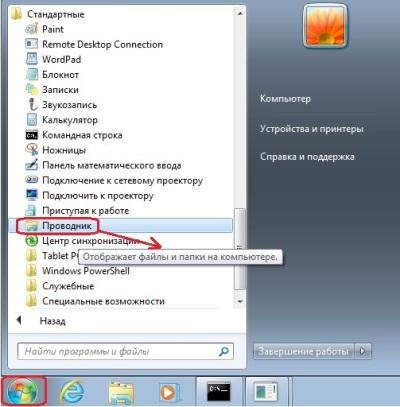 Стандартные
Paint
Remote Desktop Connection
WordPad
Блокнот
Записки
Звукозапись
Калькулятор
Командная строка
Ножницы
Панель математического ввода
Подключение к сетевому проектору
Подключить к проектору
Приступая к работе
Проводник
Центр синхронизации
Tablet PC
Отображает файлы и папки на компьютере.
Windows PowerShell
Служебные
Специальные возможности
Назад
Найти программы и файлы
Компьютер
Устройства и принтеры
Справка и поддержка
Завершение работы